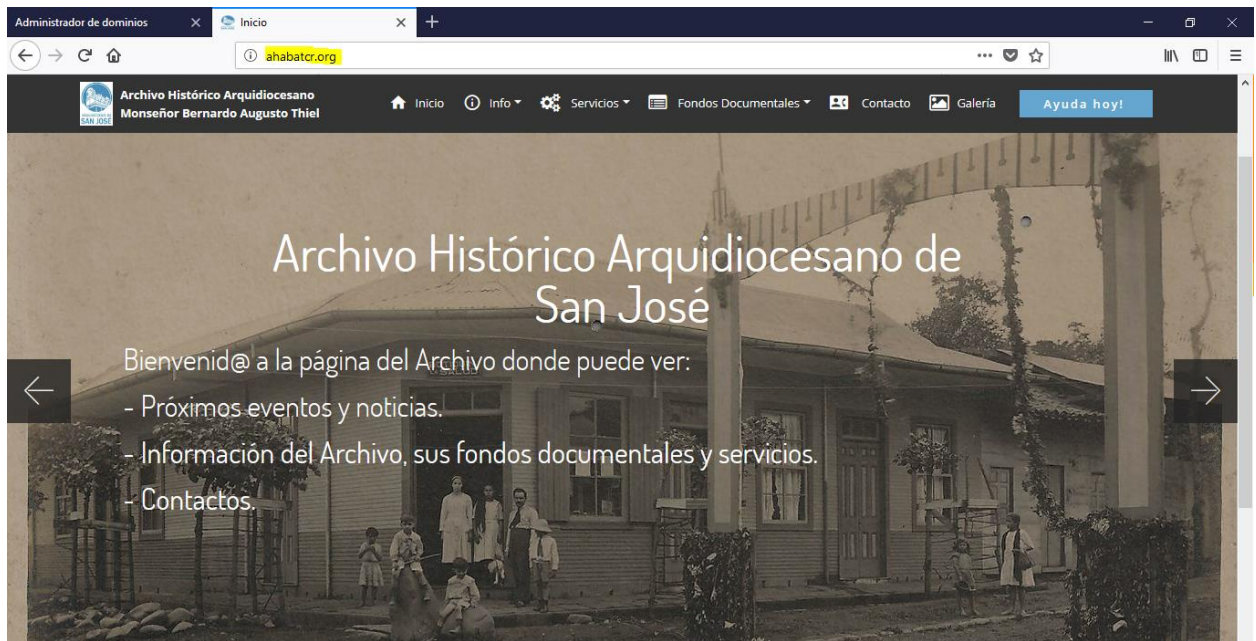 Administrador de dominios
Inicio
ahabatcr.org
Archivo Histórico Arquidiocesano
Monseñor Bernardo Augusto Thiel
Inicio
Info
Servicios
Fondos Documentales
Contacto
Galería
Ayuda hoy!
SAN JOSÉ
Archivo Histórico Arquidiocesano de
San José
Bienvenid@ a la página del Archivo donde puede ver:
- Próximos eventos y noticias.
- Información del Archivo, sus fondos documentales y servicios.
- Contactos.